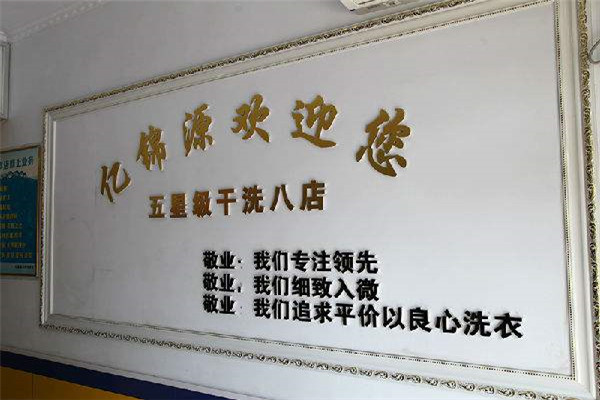 亿锦源欢迎您
五星级干洗八店
敬业：我们专注领先
敬业，我们细致入微
敬业：我们追求平价以良心洗衣